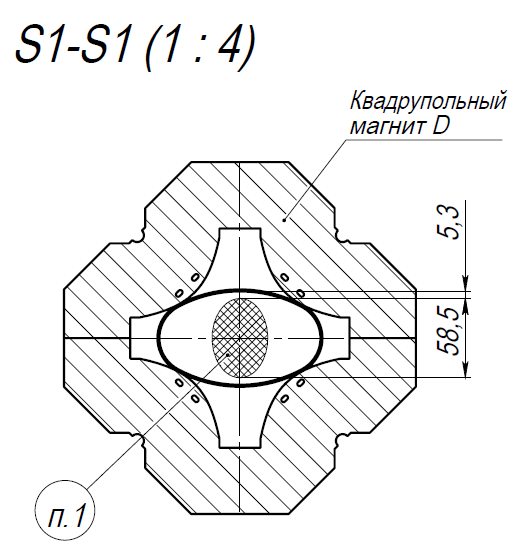 S1-S1 (1 : 4)
Квадрупольный
магнит D
5,3
58,5
п.1